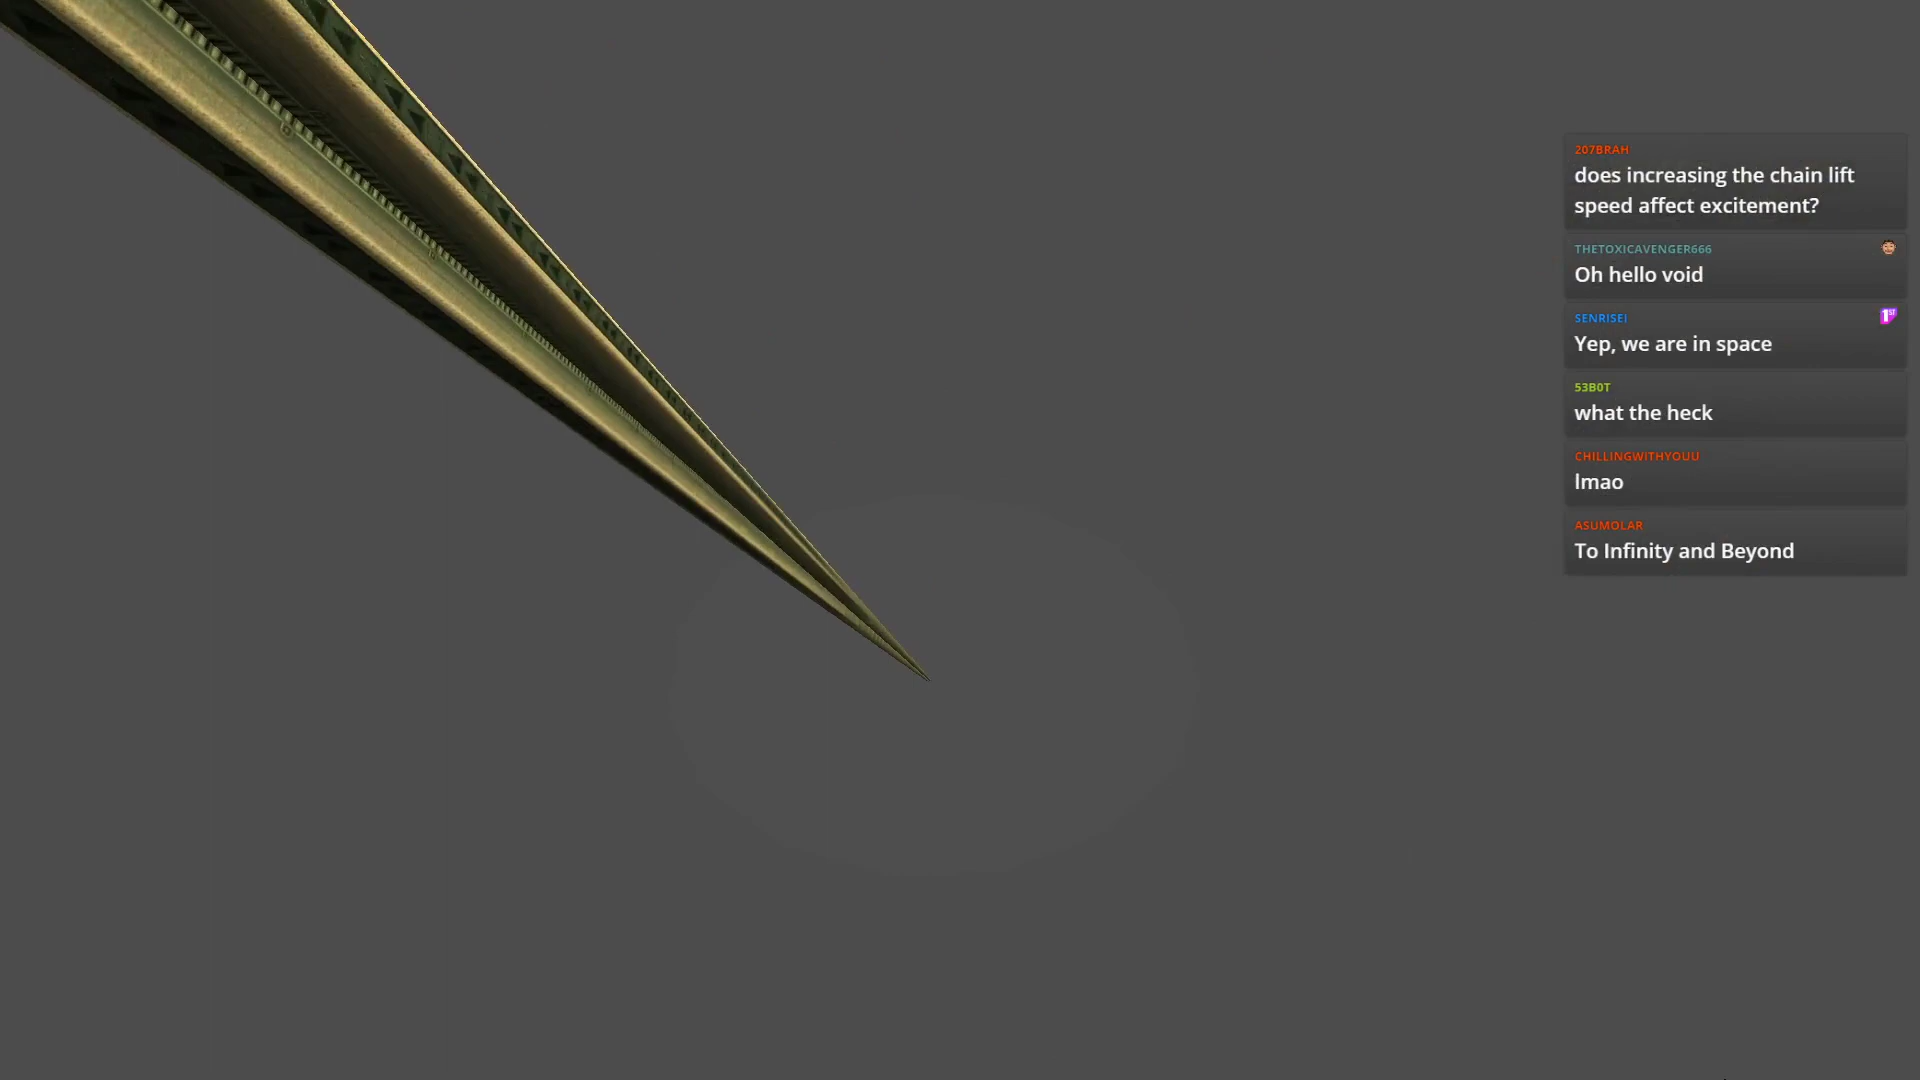 207BRAH
does increasing the chain lift
speed affect excitement?
THETOXICAVENGER666
Oh hello void
SENRISEI
1ST
Yep, we are in space
53B0T
what the heck
CHILLINGWITHYOUU
lmao
ASUMOLAR
To Infinity and Beyond